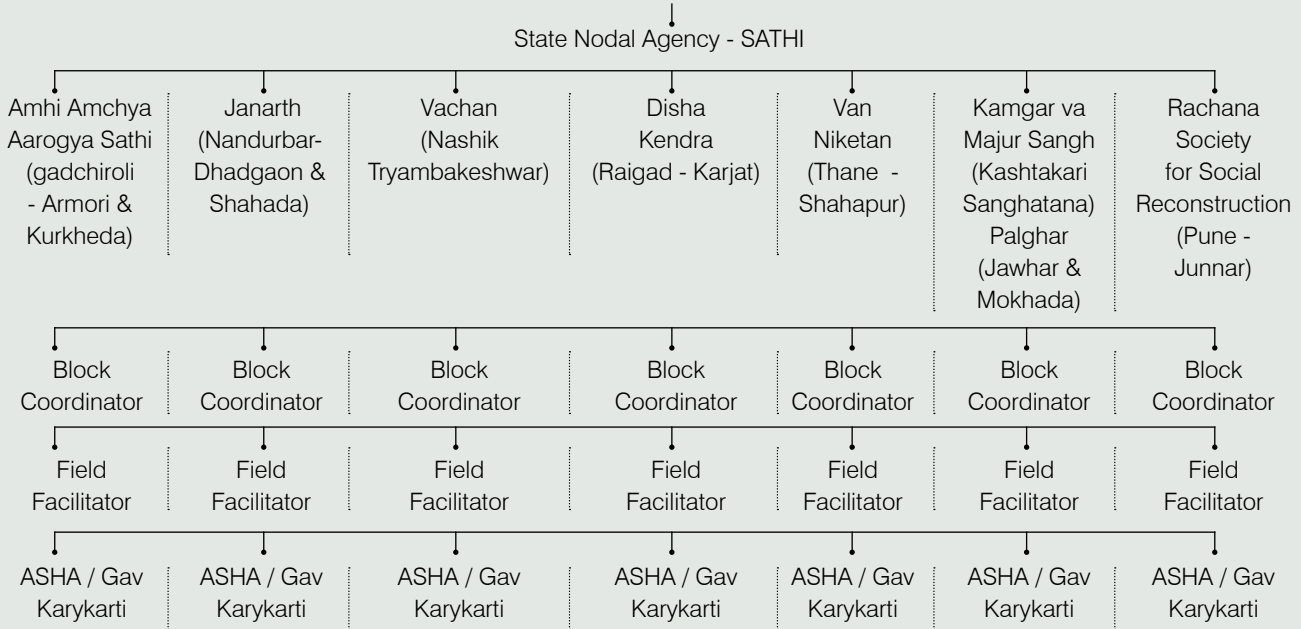 State Nodal Agency - SATHI
Amhi Amchya
Aarogya Sathi
(gadchiroli
- Armori &
Kurkheda)
Janarth
(Nandurbar-
Dhadgaon &
Shahada)
Vachan
(Nashik
Tryambakeshwar)
Disha
Kendra
(Raigad - Karjat)
Van
Niketan
(Thane -
Shahapur)
Kamgar va
Majur Sangh
(Kashtakari
Sanghatana)
Palghar
(Jawhar &
Mokhada)
Rachana
Society
for Social
Reconstruction
(Pune -
Junnar)
Block
Coordinator
Block
Coordinator
Block
Coordinator
Block
Coordinator
Block
Coordinator
Block
Coordinator
Block
Coordinator
Field
Facilitator
Field
Facilitator
Field
Facilitator
Field
Facilitator
Field
Facilitator
Field
Facilitator
Field
Facilitator
ASHA / Gav
Karykarti
ASHA / Gav
Karykarti
ASHA / Gav
Karykarti
ASHA / Gav
Karykarti
ASHA / Gav
Karykarti
ASHA / Gav
Karykarti
ASHA / Gav
Karykarti